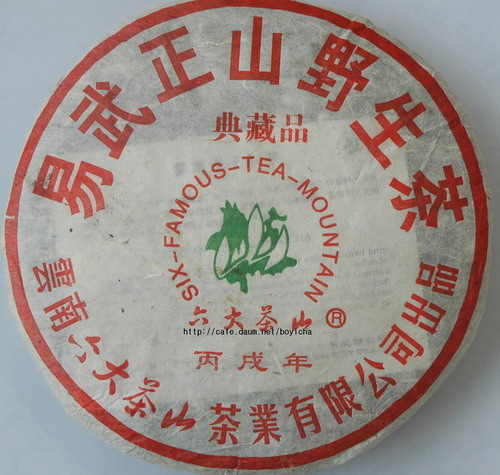 易武正山野生茶
典藏品
SIX-FAMOUS-TEA-MOUNTAIN
六大茶山®
http://cafe.daum.net/boyicha
丙戌年
雲南六大茶山茶業有限公司出品